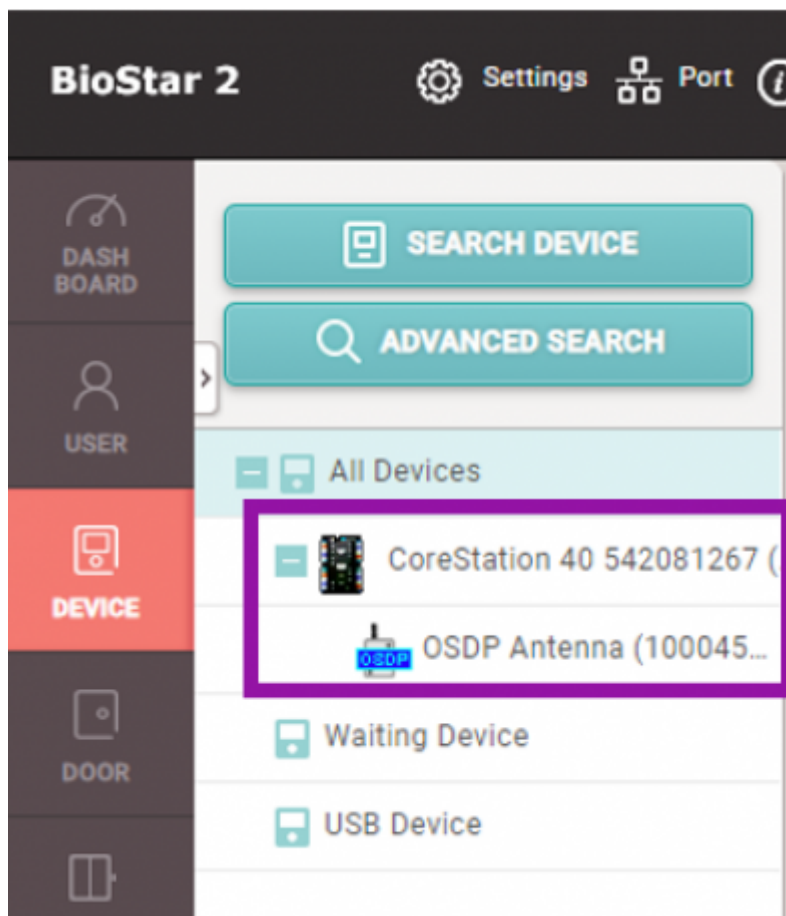 BioStar 2
Settings
Port
DASH
BOARD
SEARCH DEVICE
ADVANCED SEARCH
USER
All Devices
DEVICE
CoreStation 40 542081267 (
OSDP
OSDP Antenna (100045...
Waiting Device
DOOR
USB Device